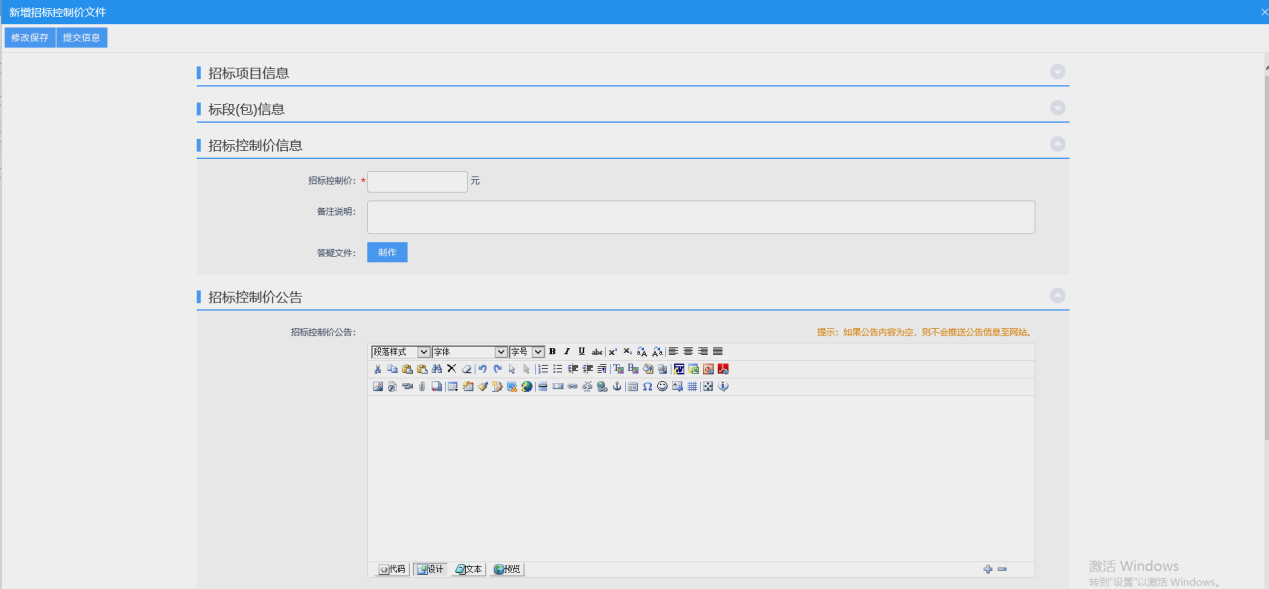 新增招标控制价文件
修改保存 提交信息
招标项目信息
标段(包)信息
招标控制价信息
招标控制价: * 元
备注说明:
答疑文件: 制作
招标控制价公告
招标控制价公告: 提示: 如果公告内容为空, 则不会推送公告信息至网站。
段落样式 字体 字号 B I U abc
代码 设计 文本 预览
激活 Windows
转到"设置"以激活 Windows。